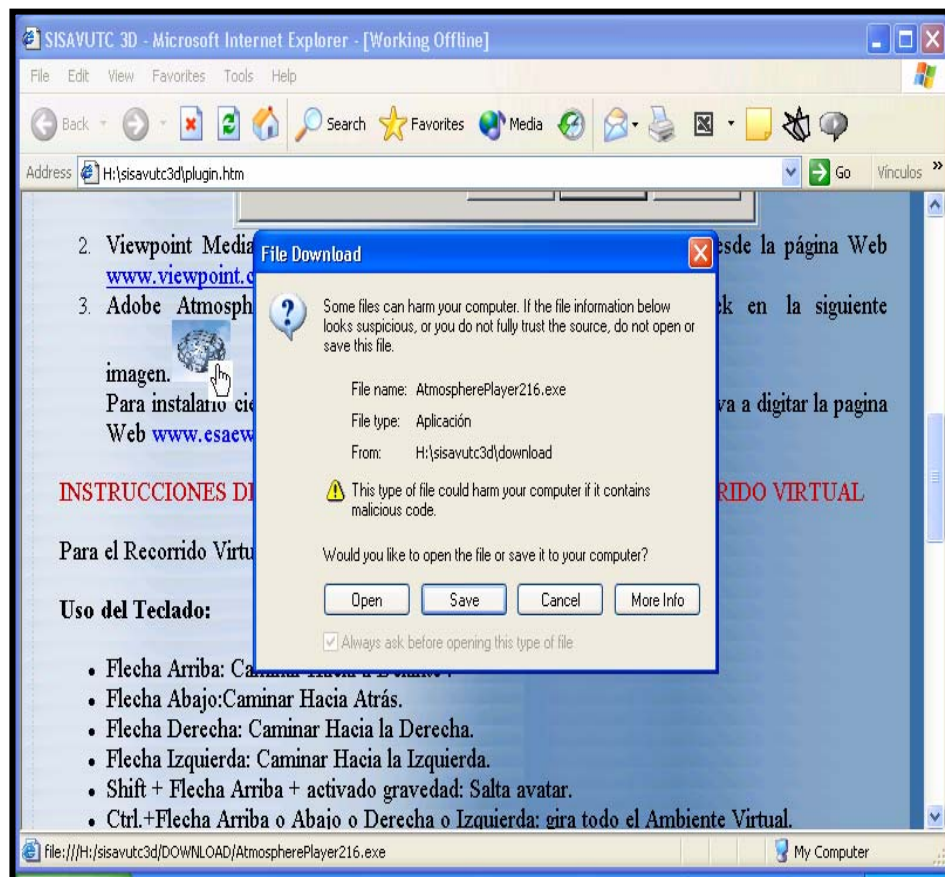 SISAVUTC 3D - Microsoft Internet Explorer - [Working Offline]
File Edit View Favorites Tools Help
Back Search Favorites Media
Address H:\sisavutc3d\plugin.htm Go Vínculos »
2. Viewpoint Media esde la página Web
www.viewpoint.c
3. Adobe Atmosph ck en la siguiente
imagen.
Para instalarlo cie va a digitar la pagina
Web www.esaew
INSTRUCCIONES DE RIDO VIRTUAL
Para el Recorrido Virtu
Uso del Teclado:
• Flecha Arriba: Caminar Hacia a Delante .
• Flecha Abajo:Caminar Hacia Atrás.
• Flecha Derecha: Caminar Hacia la Derecha.
• Flecha Izquierda: Caminar Hacia la Izquierda.
• Shift + Flecha Arriba + activado gravedad: Salta avatar.
• Ctrl.+Flecha Arriba o Abajo o Derecha o Izquierda: gira todo el Ambiente Virtual.
File Download
Some files can harm your computer. If the file information below
looks suspicious, or you do not fully trust the source, do not open or
save this file.
File name: AtmospherePlayer216.exe
File type: Aplicación
From: H:\sisavutc3d\download
This type of file could harm your computer if it contains
malicious code.
Would you like to open the file or save it to your computer?
Open Save Cancel More Info
Always ask before opening this type of file
file:///H:/sisavutc3d/DOWNLOAD/AtmospherePlayer216.exe My Computer